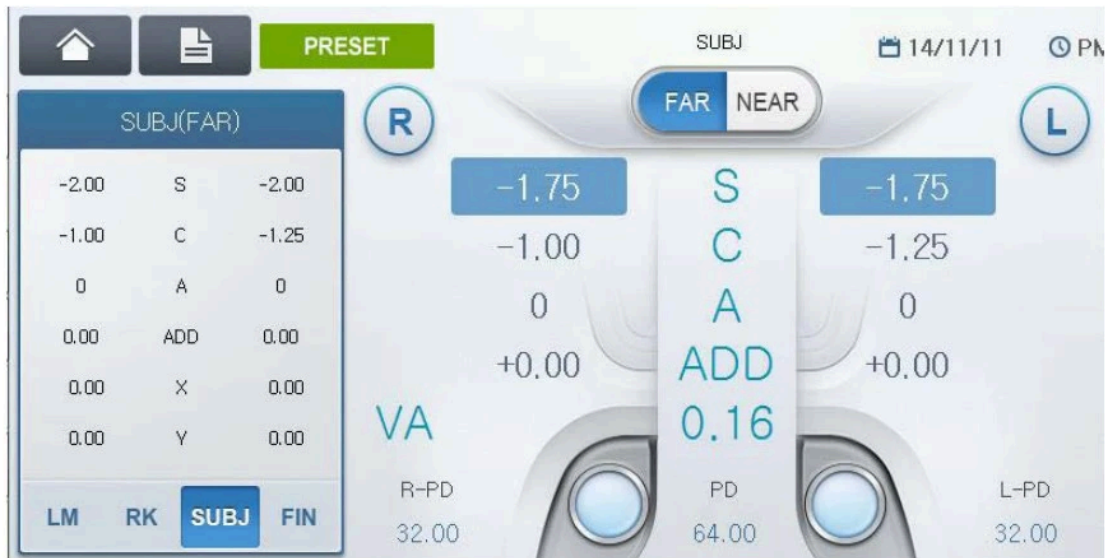 PRESET
SUBJ
14/11/11
PM
FAR NEAR
R
L
SUBJ(FAR)
-2.00 S -2.00
-1.00 C -1.25
0 A 0
0.00 ADD 0.00
0.00 X 0.00
0.00 Y 0.00
LM RK SUBJ FIN
-1.75 S -1.75
-1.00 C -1.25
0 A 0
+0.00 ADD +0.00
VA 0.16
R-PD PD L-PD
32.00 64.00 32.00